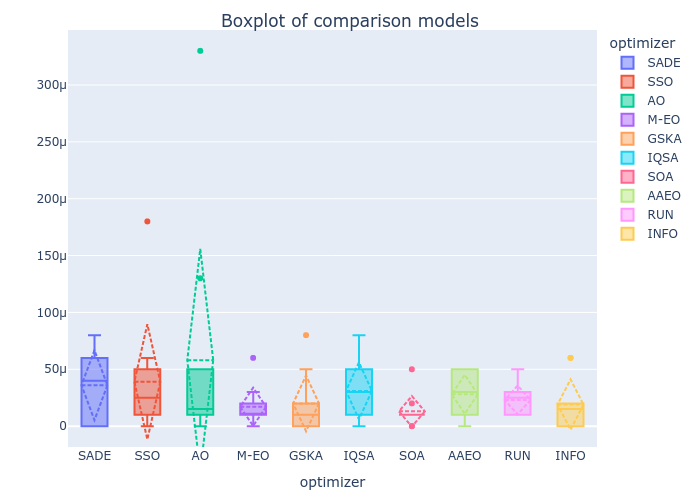 Boxplot of comparison models
optimizer
SADE
SSO
AO
M-EO
GSKA
IQSA
SOA
AAEO
RUN
INFO
300μ
250μ
200μ
150μ
100μ
50μ
0
SADE SSO AO M-EO GSKA IQSA SOA AAEO RUN INFO
optimizer